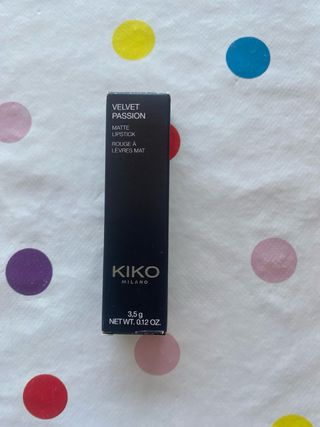 VELVET
PASSION
MATTE
LIPSTICK
ROUGE À
LÈVRES MAT
KIKO
MILANO
3,5 g
NET WT. 0.12 OZ.